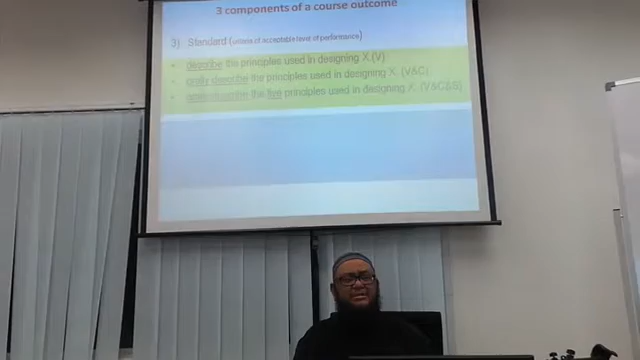 3 components of a course outcome
3) Standard (criteria of acceptable level of performance)
• describe the principles used in designing X.(V)
• orally describe the principles used in designing X. (V&C)
• orally describe the five principles used in designing X. (V&C&S)